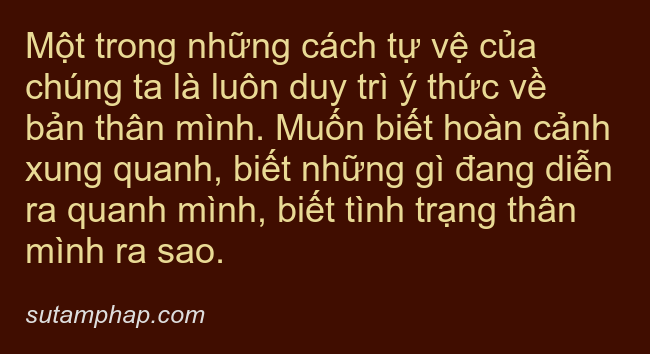 Một trong những cách tự vệ của
chúng ta là luôn duy trì ý thức về
bản thân mình. Muốn biết hoàn cảnh
xung quanh, biết những gì đang diễn
ra quanh mình, biết tình trạng thân
mình ra sao.
sutamphap.com